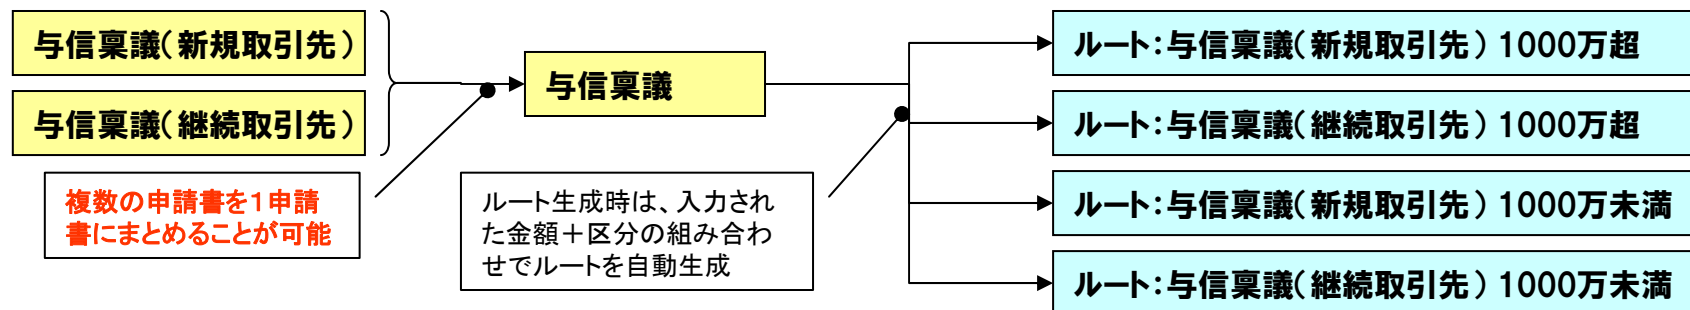 与信稟議(新規取引先)
与信稟議(継続取引先)
複数の申請書を1申請
書にまとめることが可能
与信稟議
ルート生成時は、入力され
た金額＋区分の組み合わ
せでルートを自動生成
ルート:与信稟議(新規取引先) 1000万超
ルート:与信稟議(継続取引先) 1000万超
ルート:与信稟議(新規取引先) 1000万未満
ルート:与信稟議(継続取引先) 1000万未満